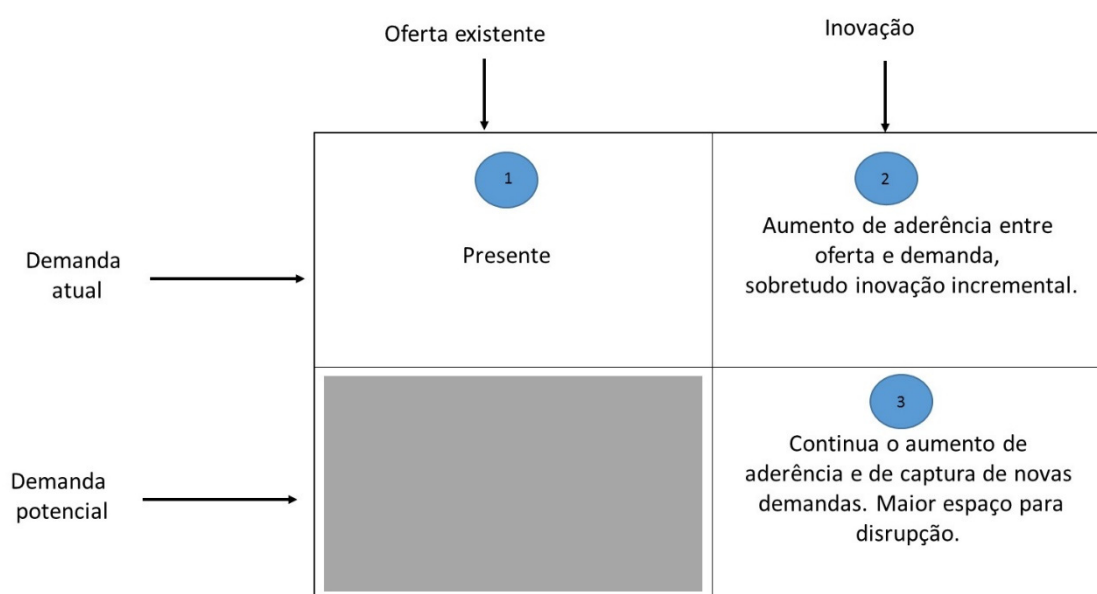 Oferta existente
Inovação
1
2
Demanda
atual
Presente
Aumento de aderência entre
oferta e demanda,
sobretudo inovação incremental.
3
Demanda
potencial
Continua o aumento de
aderência e de captura de novas
demandas. Maior espaço para
disrupção.